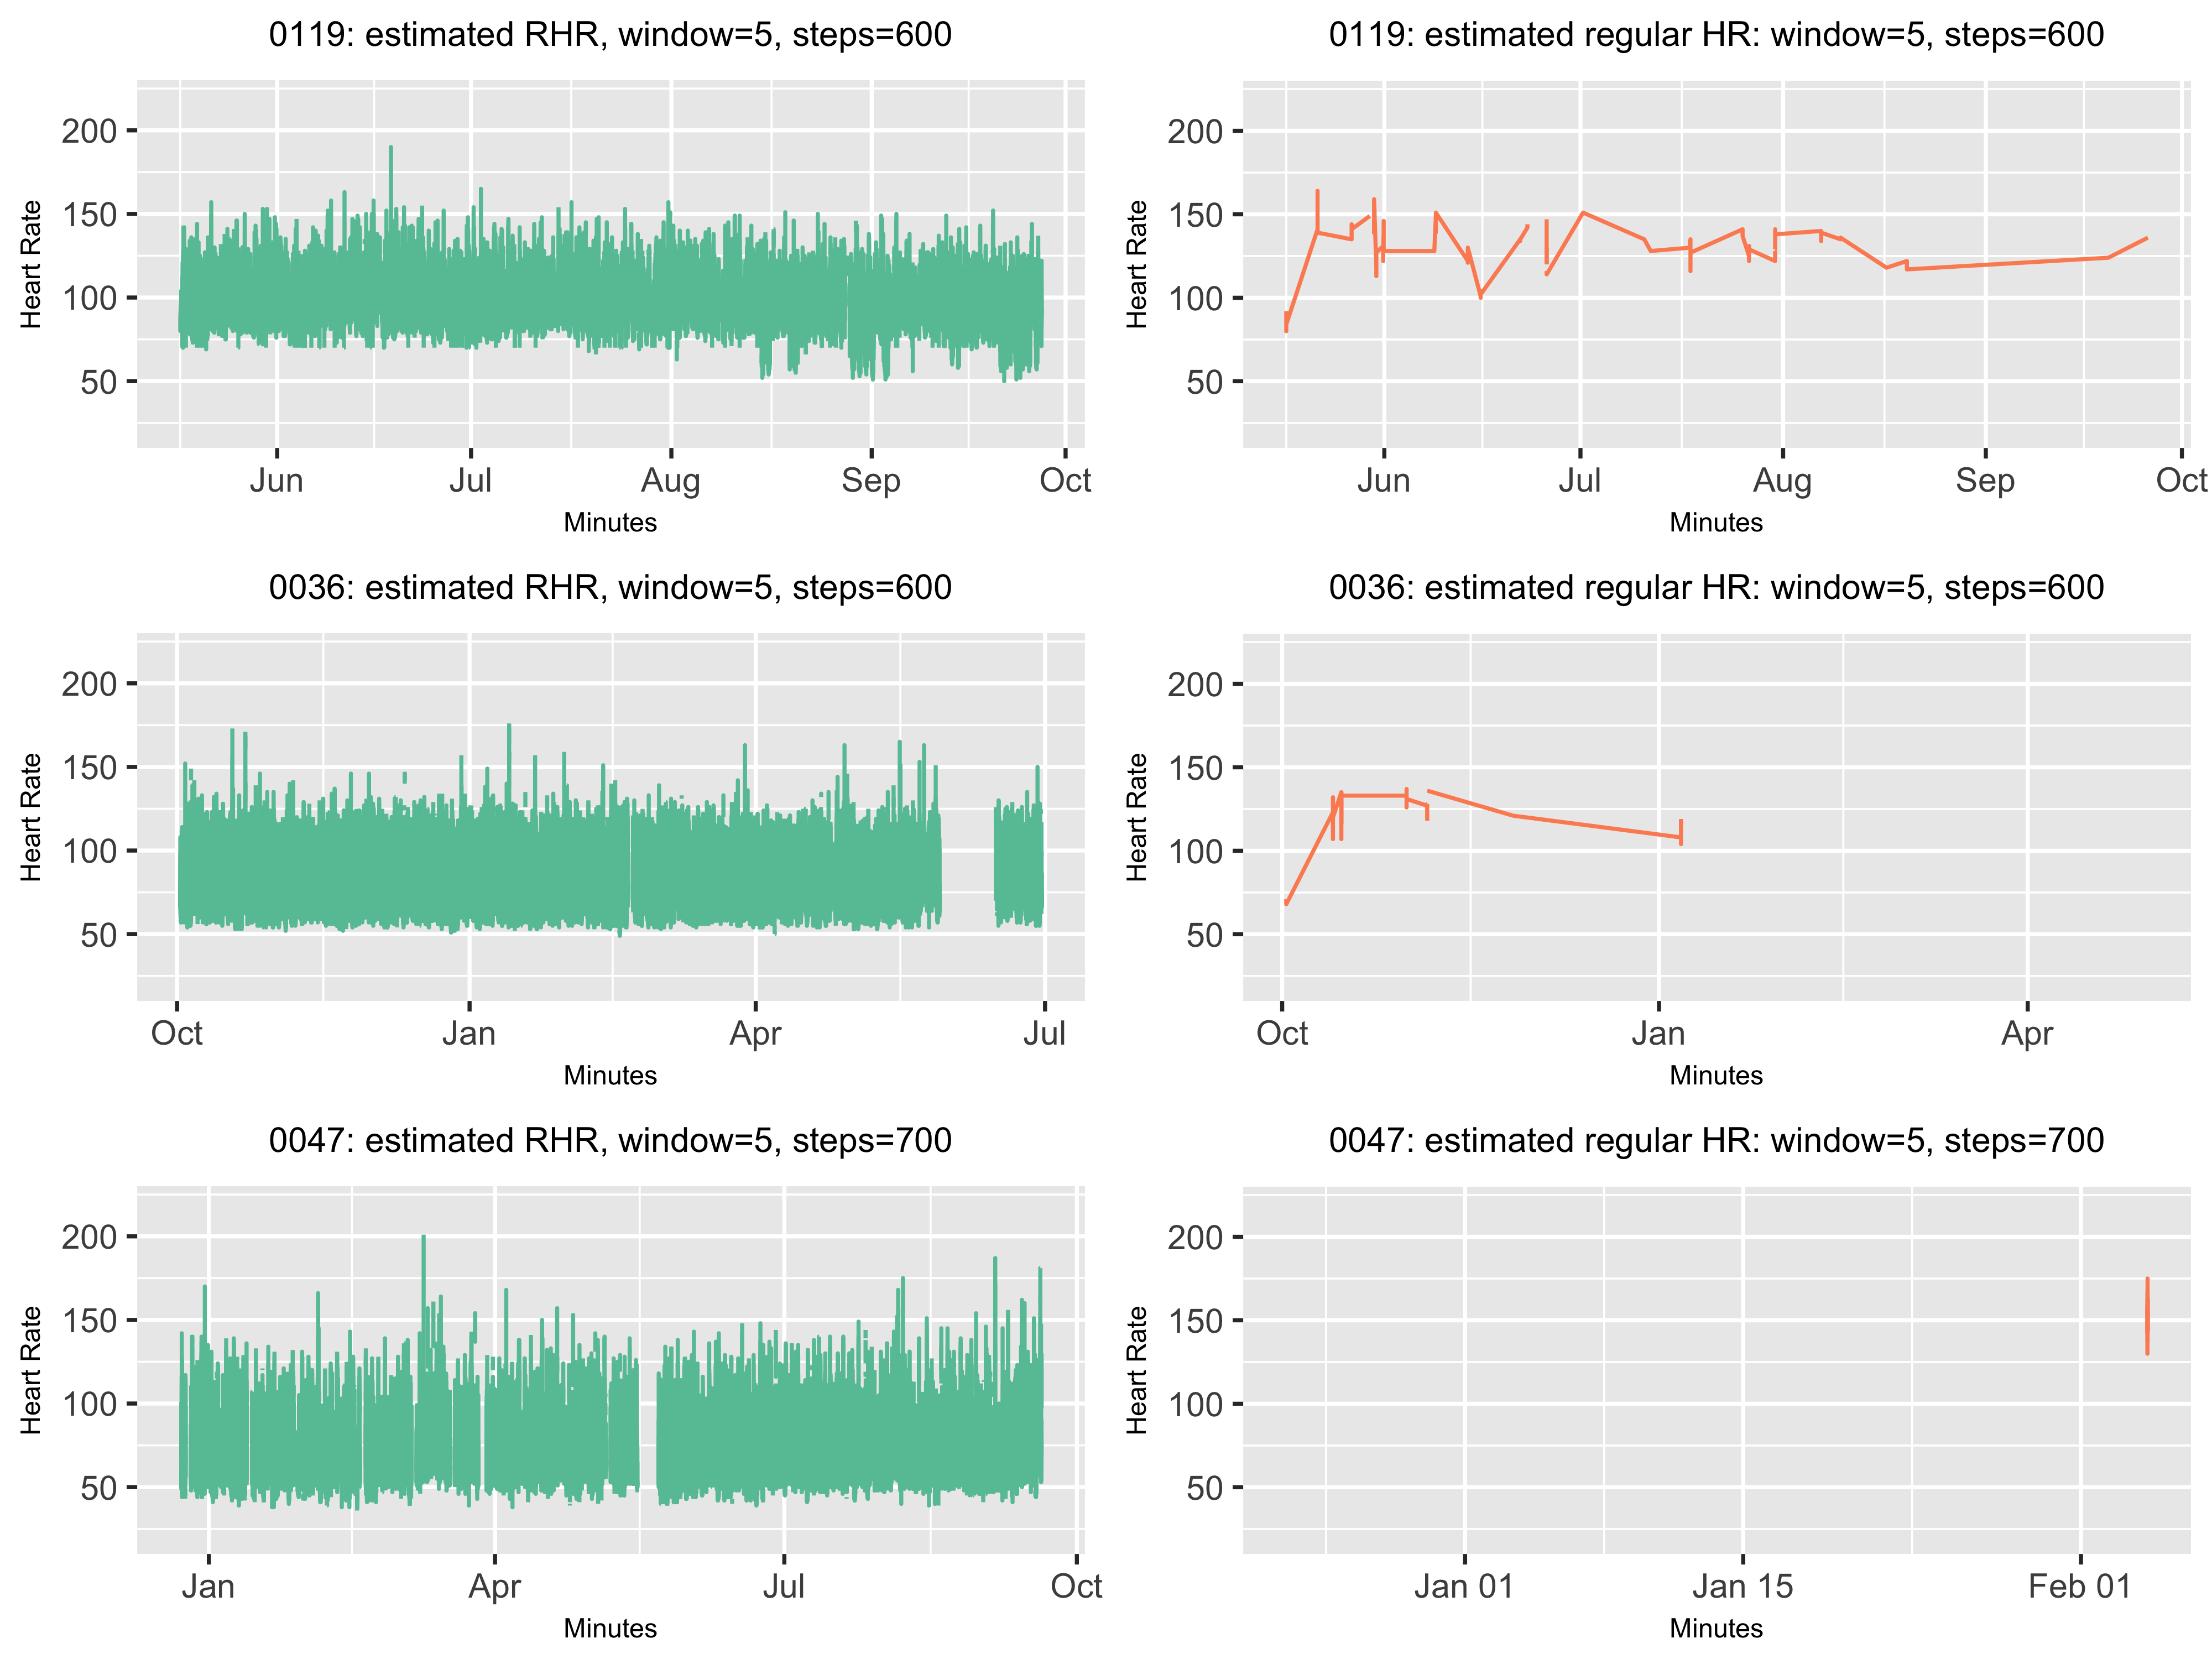 0119: estimated RHR, window=5, steps=600
Heart Rate
200
150
100
50
Jun Jul Aug Sep Oct
Minutes
0119: estimated regular HR: window=5, steps=600
Heart Rate
200
150
100
50
Jun Jul Aug Sep Oct
Minutes
0036: estimated RHR, window=5, steps=600
Heart Rate
200
150
100
50
Oct Jan Apr Jul
Minutes
0036: estimated regular HR: window=5, steps=600
Heart Rate
200
150
100
50
Oct Jan Apr
Minutes
0047: estimated RHR, window=5, steps=700
Heart Rate
200
150
100
50
Jan Apr Jul Oct
Minutes
0047: estimated regular HR: window=5, steps=700
Heart Rate
200
150
100
50
Jan 01 Jan 15 Feb 01
Minutes